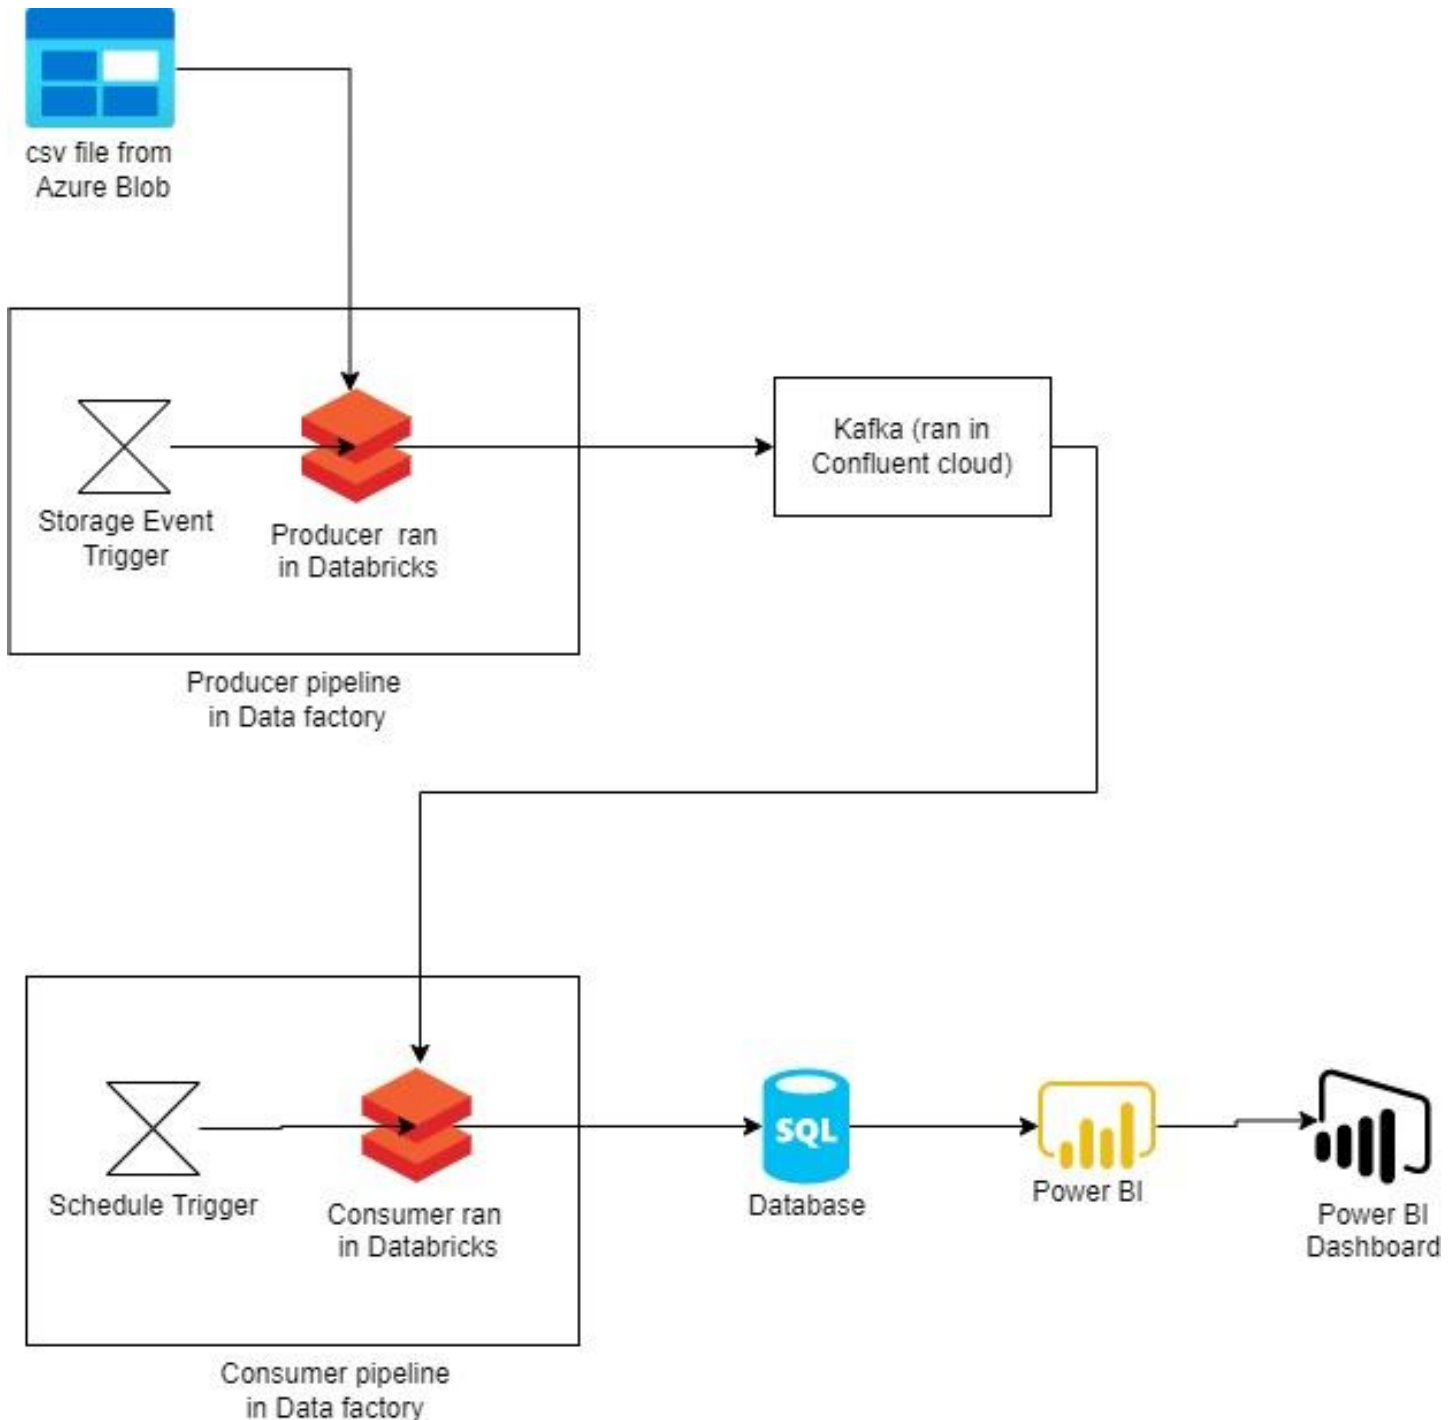 csv file from
Azure Blob
Storage Event
Trigger
Producer ran
in Databricks
Producer pipeline
in Data factory
Kafka (ran in
Confluent cloud)
Schedule Trigger
Consumer ran
in Databricks
Consumer pipeline
in Data factory
SQL
Database
Power BI
Power BI
Dashboard